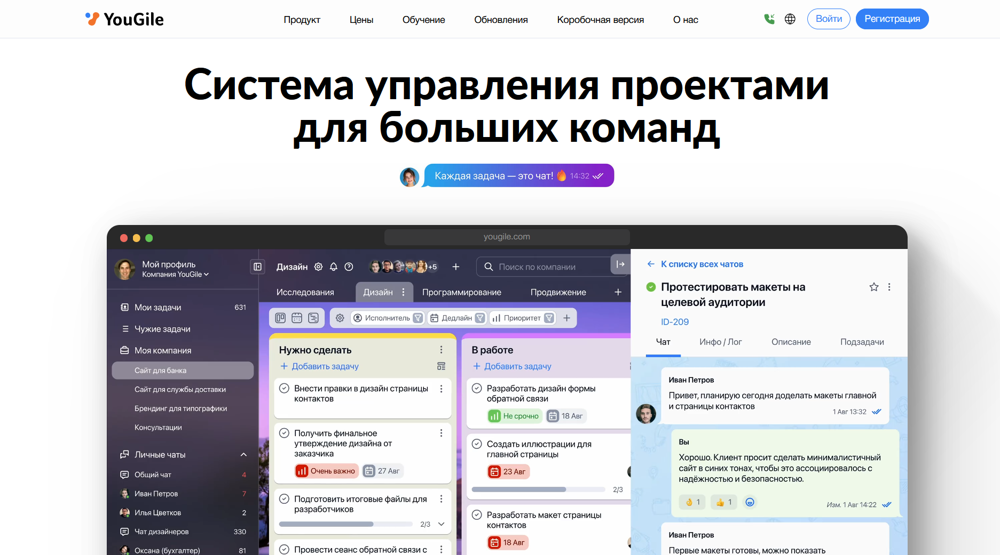 YouGile
Продукт
Цены
Обучение
Обновления
Коробочная версия
О нас
Войти
Регистрация
Система управления проектами
для больших команд
Каждая задача — это чат! 🔥 14:32
yougile.com
Мой профиль
Компания YouGile
Мои задачи 631
Чужие задачи
Моя компания
Сайт для банка
Сайт для службы доставки
Брендинг для типографики
Консультации
Личные чаты
Общий чат 4
Иван Петров 7
Илья Цветков 2
Чат дизайнеров 330
Оксана (бухгалтер) 81
Дизайн
+5
Поиск по компании
Исследования
Дизайн
Программирование
Продвижение
Исполнитель
Дедлайн
Приоритет
Нужно сделать
Добавить задачу
Внести правки в дизайн страницы
контактов
Получить финальное
утверждение дизайна от
заказчика
Очень важно 27 Авг
Подготовить итоговые файлы для
разработчиков
2/3
Провести сеанс обратной связи с
В работе
Добавить задачу
Разработать дизайн формы
обратной связи
Не срочно 18 Авг
Создать иллюстрации для
главной страницы
23 Авг
2/3
Разработать макет страницы
контактов
18 Авг
К списку всех чатов
Протестировать макеты на
целевой аудитории
ID-209
Чат
Инфо / Лог
Описание
Подзадачи
Иван Петров
Привет, планирую сегодня доделать макеты главной
и страницы контактов
1 Авг 13:32
Вы
Хорошо. Клиент просит сделать минималистичный
сайт в синих тонах, чтобы это ассоциировалось с
надёжностью и безопасностью.
👌 1 👍 1
Изм. 1 Авг 14:22
Иван Петров
Первые макеты готовы, можно показать